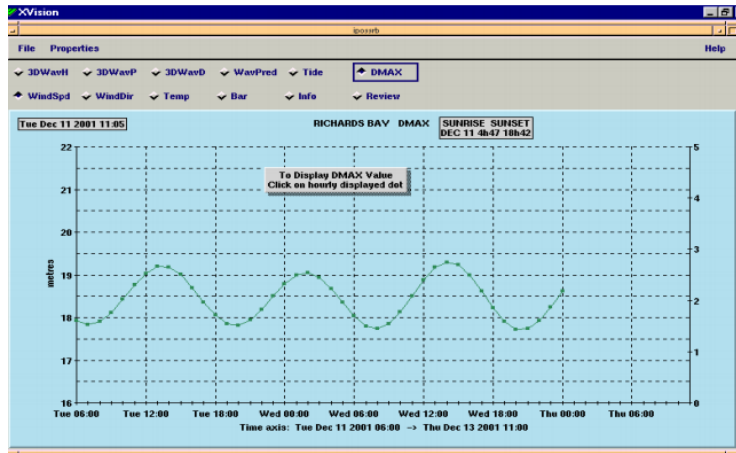 XVision
iposwb
File Properties Help
3DWavH 3DWavP 3DWavD WavPred Tide DMAX
WindSpd WindDir Temp Bar Info Review
Tue Dec 11 2001 11:05
RICHARDS BAY DMAX
SUNRISE SUNSET
DEC 11 4h47 18h42
To Display DMAX Value
Click on hourly displayed dot
metres
22
21
20
19
18
17
16
5
4
3
2
1
0
Tue 06:00 Tue 12:00 Tue 18:00 Wed 00:00 Wed 06:00 Wed 12:00 Wed 18:00 Thu 00:00 Thu 06:00
Time axis: Tue Dec 11 2001 06:00 -> Thu Dec 13 2001 11:00